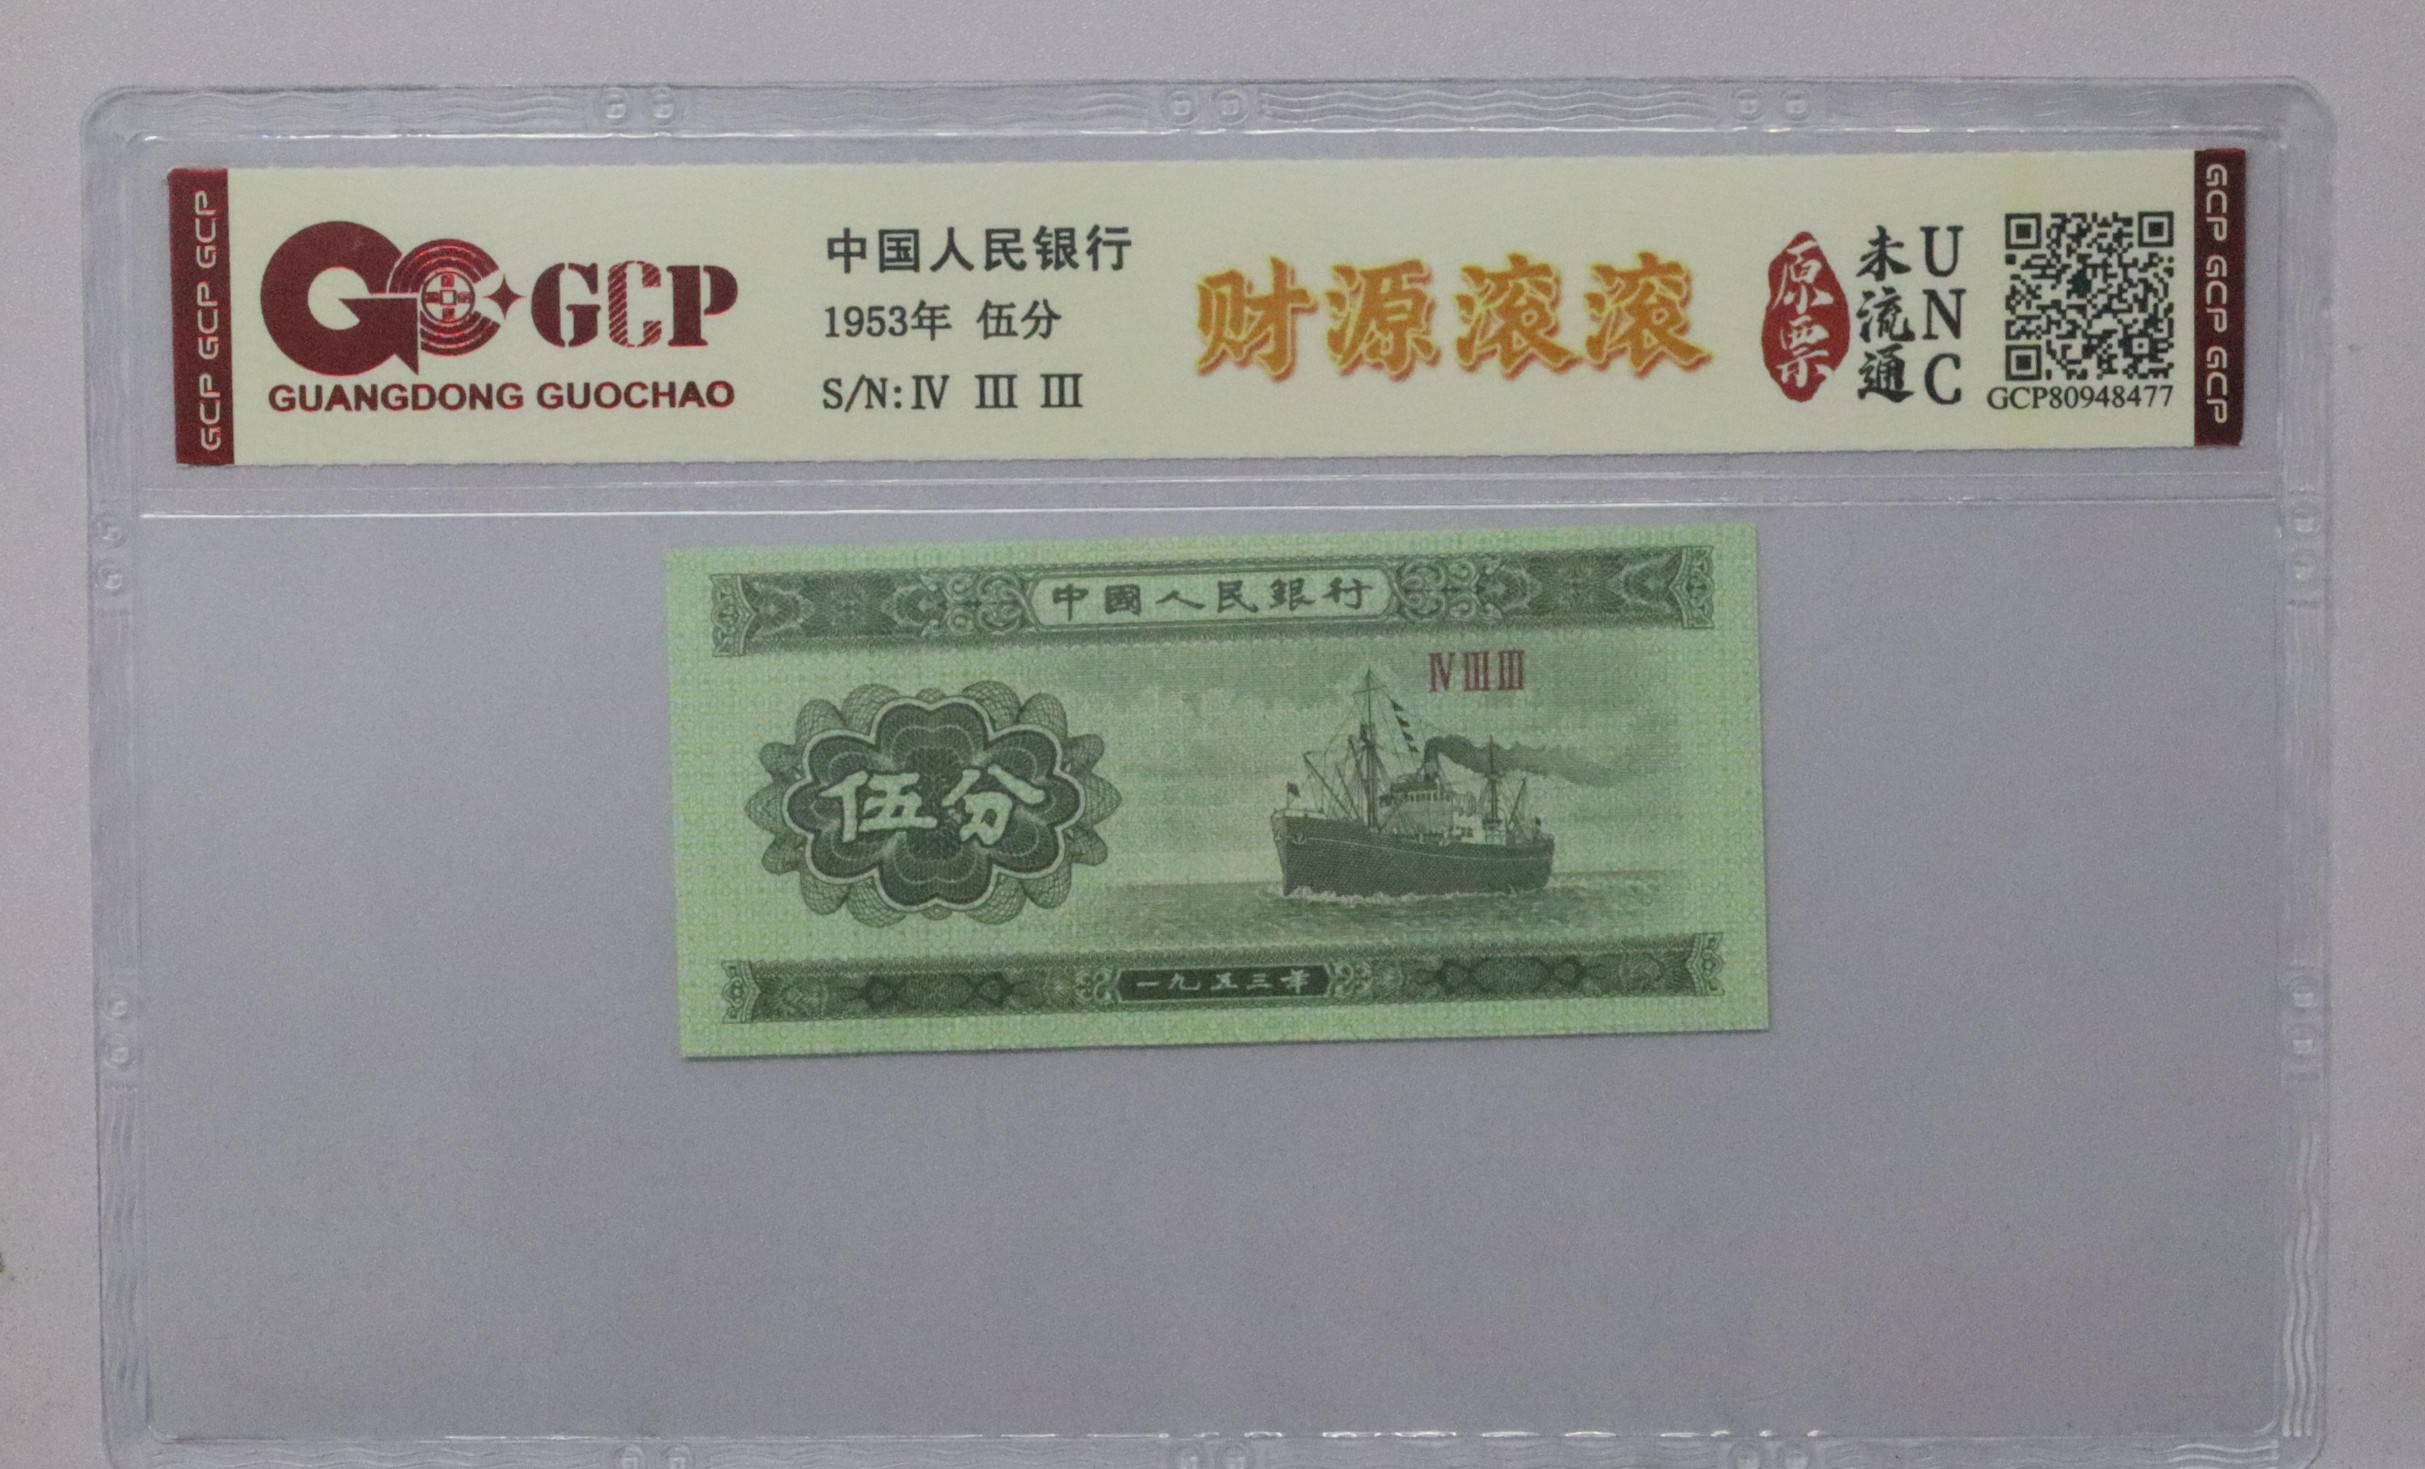 GCP GCP GCP
GCP
GUANGDONG GUOCHAO
中国人民银行
1953年 伍分
S/N:Ⅳ Ⅲ Ⅲ
财源滚滚
原票
未流通
UNC
GCP80948477
GCP GCP GCP
中國人民銀行
Ⅳ Ⅲ Ⅲ
伍分
一九五三年